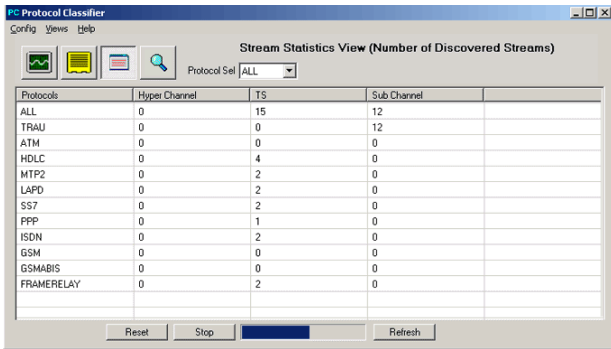 PC Protocol Classifier
Config Views Help
Stream Statistics View (Number of Discovered Streams)
Protocol Sel ALL
Protocols Hyper Channel TS Sub Channel
ALL 0 15 12
TRAU 0 0 12
ATM 0 0 0
HDLC 0 4 0
MTP2 0 2 0
LAPD 0 2 0
SS7 0 2 0
PPP 0 1 0
ISDN 0 2 0
GSM 0 0 0
GSMABIS 0 0 0
FRAMERELAY 0 2 0
Reset Stop Refresh